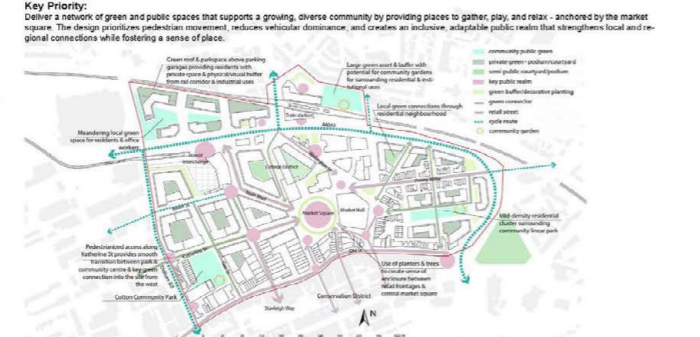 Key Priority:
Deliver a network of green and public spaces that supports a growing, diverse community by providing places to gather, play, and relax - anchored by the market
square. The design prioritizes pedestrian movement, reduces vehicular dominance, and creates an inclusive, adaptable public realm that strengthens local and re-
gional connections while fostering a sense of place.
Green roof & parkspace above parking
garages providing residents with
private space & physical/visual buffer
from rail corridor & industrial uses
Large green asset & buffer with
potential for community gardens
for surrounding residential & insti-
tutional uses
community public green
private green - podium/courtyard
semi public courtyard/podium
key public realm
green buffer/decorative planting
green connector
retail street
cycle route
community garden
Local green connections through
residential neighbourhood
Train station
Meandering local green
space for residents & office
workers
interchange
College District
Market Square
Market Hall
Mid-density residential
cluster surrounding
community linear park
Pedestrianized access along
Katherine St provides smooth
transition between park &
community centre & key green
connection into the site from
the west
Cotton Community Park
Use of planters & trees
to create sense of
enclosure between
retail frontages &
central market square
Conservation District
Stamford Way
N